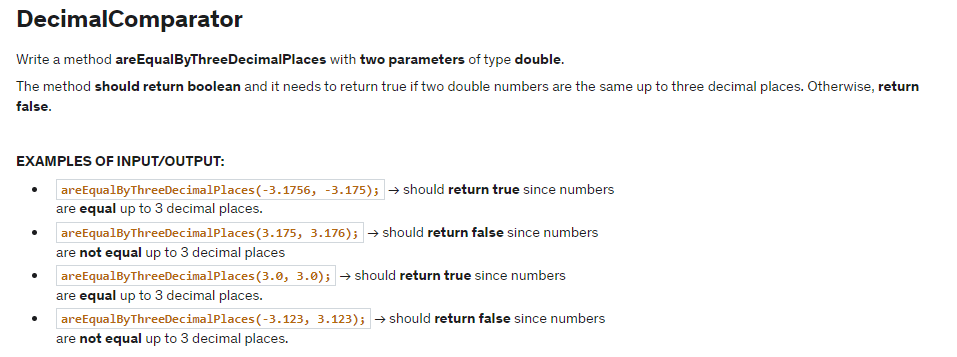 DecimalComparator
Write a method areEqualByThreeDecimalPlaces with two parameters of type double.
The method should return boolean and it needs to return true if two double numbers are the same up to three decimal places. Otherwise, return
false.
EXAMPLES OF INPUT/OUTPUT:
• areEqualByThreeDecimalPlaces(-3.1756, -3.175); → should return true since numbers
are equal up to 3 decimal places.
• areEqualByThreeDecimalPlaces(3.175, 3.176); → should return false since numbers
are not equal up to 3 decimal places
• areEqualByThreeDecimalPlaces(3.0, 3.0); → should return true since numbers
are equal up to 3 decimal places.
• areEqualByThreeDecimalPlaces(-3.123, 3.123); → should return false since numbers
are not equal up to 3 decimal places.